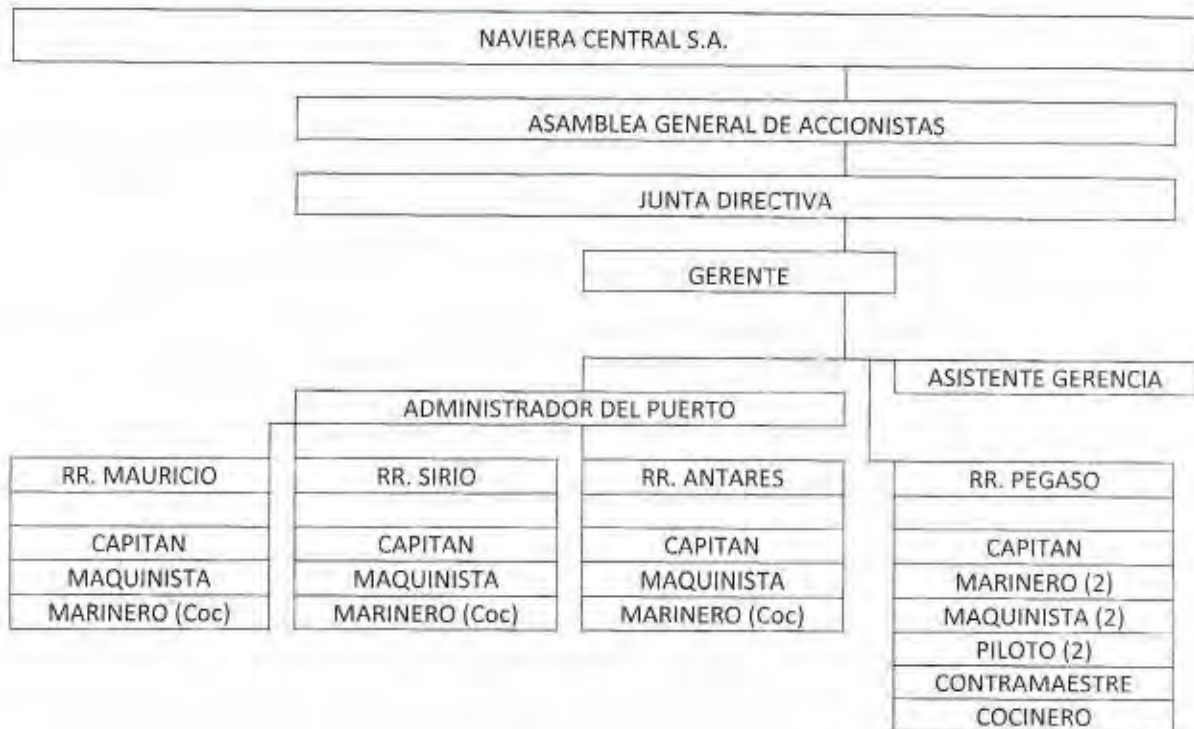 NAVIERA CENTRAL S.A.
ASAMBLEA GENERAL DE ACCIONISTAS
JUNTA DIRECTIVA
GERENTE
ASISTENTE GERENCIA
ADMINISTRADOR DEL PUERTO
RR. MAURICIO
CAPITAN
MAQUINISTA
MARINERO (Coc)
RR. SIRIO
CAPITAN
MAQUINISTA
MARINERO (Coc)
RR. ANTARES
CAPITAN
MAQUINISTA
MARINERO (Coc)
RR. PEGASO
CAPITAN
MARINERO (2)
MAQUINISTA (2)
PILOTO (2)
CONTRAMAESTRE
COCINERO